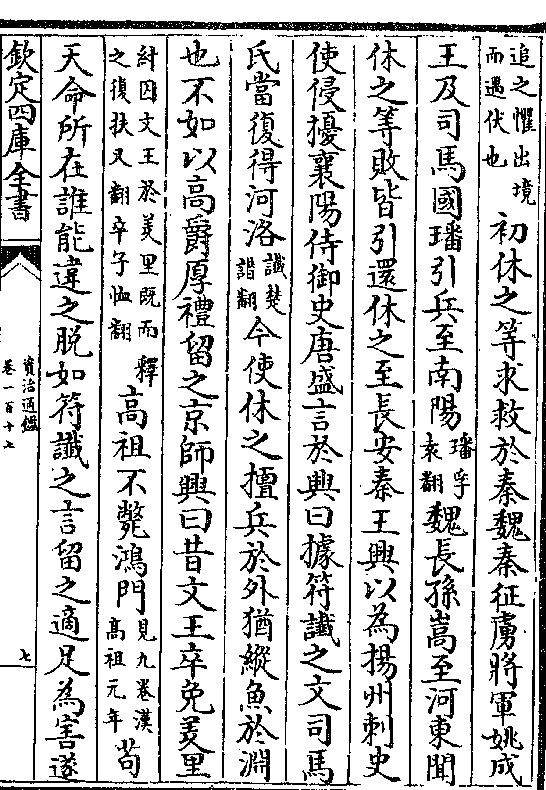 追之懼出境
而遇伏也
初休之等求救於秦魏秦征虜將軍姚成
王及司馬國璠引兵至南陽
璠孚
袁翻
魏長孫嵩至河東聞
休之等敗皆引還休之至長安秦王興以為揚州刺史
使侵擾襄陽侍御史唐盛言於興曰據符讖之文司馬
氏當復得河洛
讖楚
譖翻
今使休之擅兵於外猶縱魚於淵
也不如以高爵厚禮留之京師興曰昔文王卒免羑里
紂囚文王於羑里既而釋
之復扶又翻卒子恤翻
高祖不斃鴻門
見九卷漢
高祖元年
苟
天命所在誰能違之脫如符讖之言留之適足為害遂
欽定四庫全書
資治通鑑
卷一百十七
七